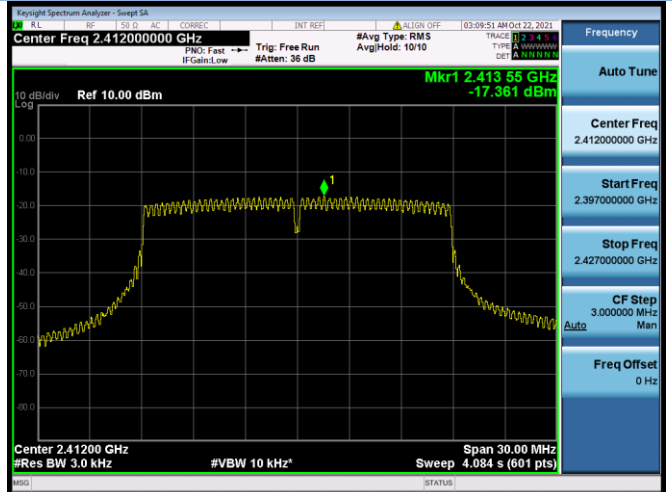 Keysight Spectrum Analyzer - Swept SA
RL RF 50 Ω AC CORREC INT REF ALIGN OFF 03:09:51 AM Oct 22, 2021
Center Freq 2.412000000 GHz #Avg Type: RMS TRACE 1 2 3 4 5 6
PNO: Fast Trig: Free Run Avg|Hold: 10/10 TYPE A WWWWW
IFGain:Low #Atten: 36 dB DET A N N N N N
Mkr1 2.413 55 GHz
10 dB/div Ref 10.00 dBm -17.361 dBm
Log
0.00
1
-10.0
-20.0
-30.0
-40.0
-50.0
-60.0
-70.0
-80.0
Center 2.41200 GHz Span 30.00 MHz
#Res BW 3.0 kHz #VBW 10 kHz* Sweep 4.084 s (601 pts)
MSG STATUS
Frequency
Auto Tune
Center Freq
2.412000000 GHz
Start Freq
2.397000000 GHz
Stop Freq
2.427000000 GHz
CF Step
3.000000 MHz
Auto Man
Freq Offset
0 Hz